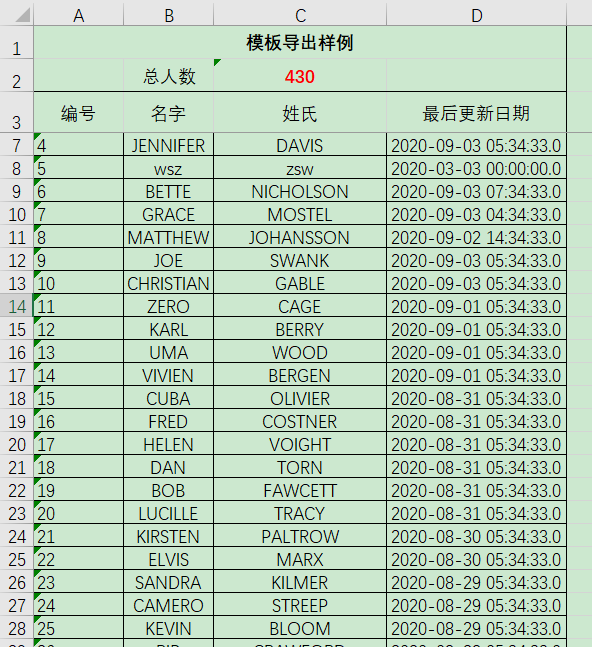 A B C D
1 模板导出样例
2 总人数 430
3 编号 名字 姓氏 最后更新日期
7 4 JENNIFER DAVIS 2020-09-03 05:34:33.0
8 5 wsz zsw 2020-03-03 00:00:00.0
9 6 BETTE NICHOLSON 2020-09-03 07:34:33.0
10 7 GRACE MOSTEL 2020-09-03 04:34:33.0
11 8 MATTHEW JOHANSSON 2020-09-02 14:34:33.0
12 9 JOE SWANK 2020-09-03 05:34:33.0
13 10 CHRISTIAN GABLE 2020-09-03 05:34:33.0
14 11 ZERO CAGE 2020-09-01 05:34:33.0
15 12 KARL BERRY 2020-09-01 05:34:33.0
16 13 UMA WOOD 2020-09-01 05:34:33.0
17 14 VIVIEN BERGEN 2020-09-01 05:34:33.0
18 15 CUBA OLIVIER 2020-08-31 05:34:33.0
19 16 FRED COSTNER 2020-08-31 05:34:33.0
20 17 HELEN VOIGHT 2020-08-31 05:34:33.0
21 18 DAN TORN 2020-08-31 05:34:33.0
22 19 BOB FAWCETT 2020-08-31 05:34:33.0
23 20 LUCILLE TRACY 2020-08-31 05:34:33.0
24 21 KIRSTEN PALTROW 2020-08-30 05:34:33.0
25 22 ELVIS MARX 2020-08-30 05:34:33.0
26 23 SANDRA KILMER 2020-08-29 05:34:33.0
27 24 CAMERO STREEP 2020-08-29 05:34:33.0
28 25 KEVIN BLOOM 2020-08-29 05:34:33.0